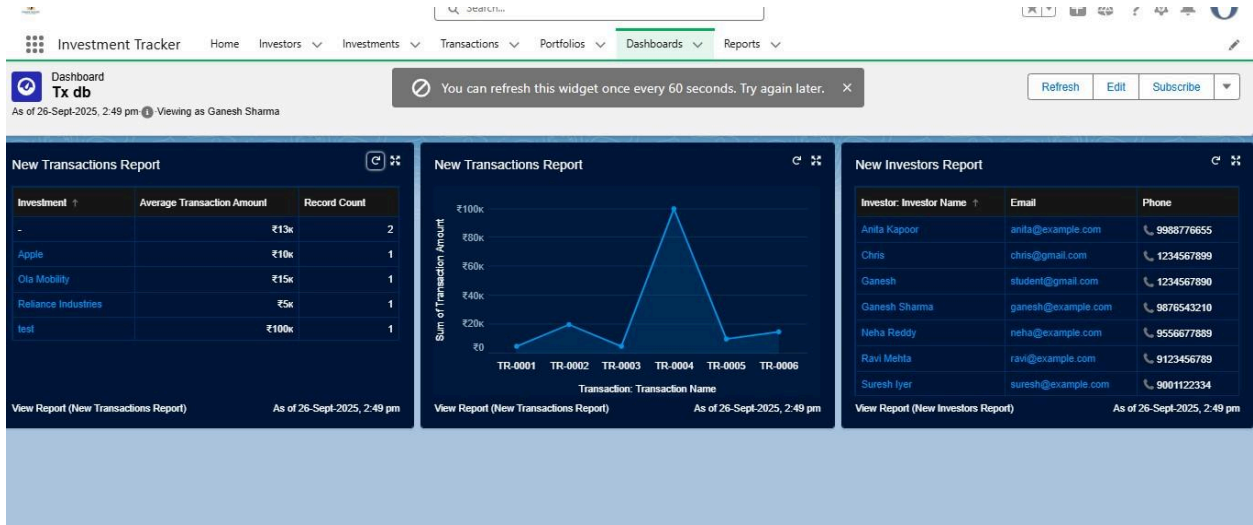 Search...
Investment Tracker Home Investors Investments Transactions Portfolios Dashboards Reports
Dashboard
Tx db
As of 26-Sept-2025, 2:49 pm Viewing as Ganesh Sharma
You can refresh this widget once every 60 seconds. Try again later.
Refresh Edit Subscribe
New Transactions Report
Investment ↑ Average Transaction Amount Record Count
- ₹13K 2
Apple ₹10K 1
Ola Mobility ₹15K 1
Reliance Industries ₹5K 1
test ₹100K 1
View Report (New Transactions Report) As of 26-Sept-2025, 2:49 pm
New Transactions Report
Sum of Transaction Amount
₹100K
₹80K
₹60K
₹40K
₹20K
₹0
TR-0001 TR-0002 TR-0003 TR-0004 TR-0005 TR-0006
Transaction: Transaction Name
View Report (New Transactions Report) As of 26-Sept-2025, 2:49 pm
New Investors Report
Investor: Investor Name ↑ Email Phone
Anita Kapoor anita@example.com 9988776655
Chris chris@gmail.com 1234567899
Ganesh student@gmail.com 1234567890
Ganesh Sharma ganesh@example.com 9876543210
Neha Reddy neha@example.com 9556677889
Ravi Mehta ravi@example.com 9123456789
Suresh Iyer suresh@example.com 9001122334
View Report (New Investors Report) As of 26-Sept-2025, 2:49 pm